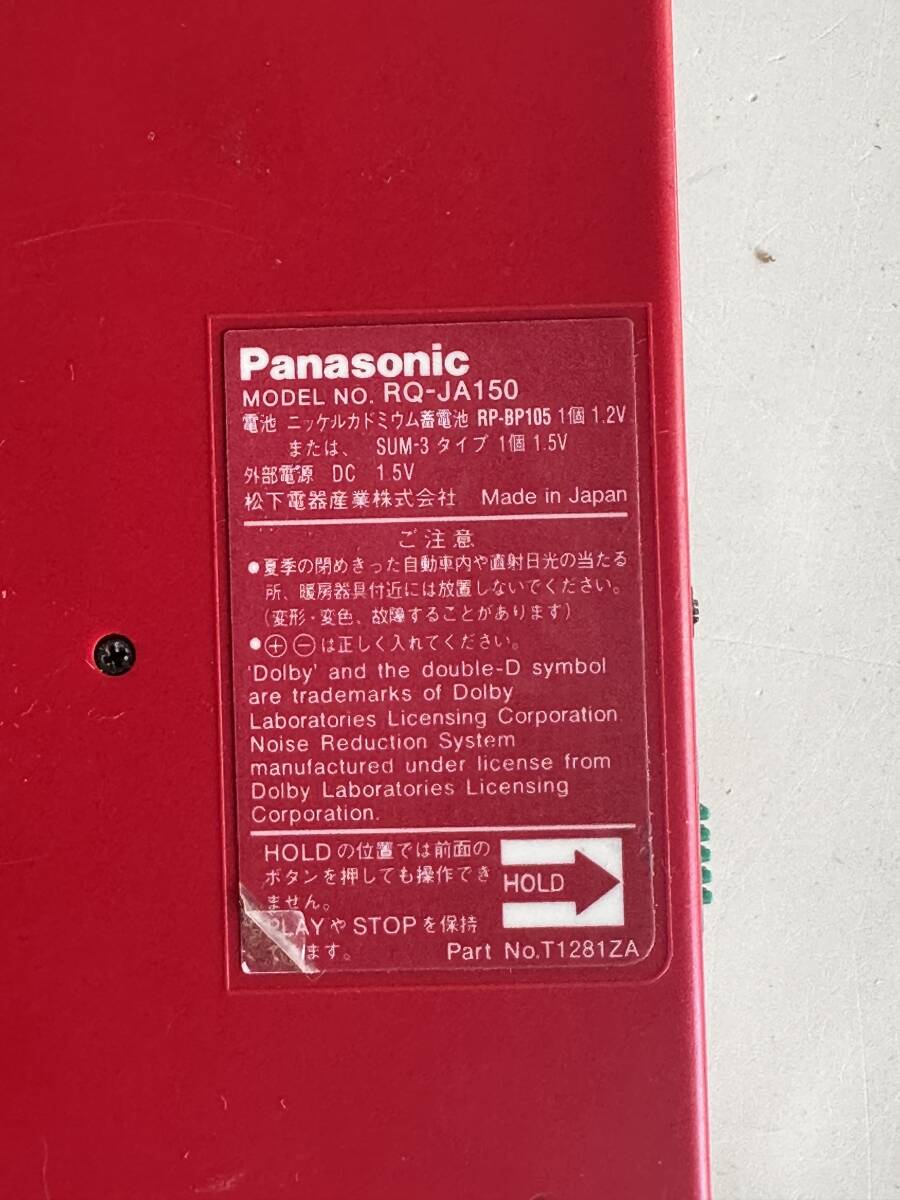 Panasonic
MODEL NO. RQ-JA150
電池 ニッケルカドミウム蓄電池 RP-BP105 1個 1.2V
または、 SUM-3 タイプ 1個 1.5V
外部電源 DC 1.5V
松下電器産業株式会社 Made in Japan
ご注意
●夏季の閉めきった自動車内や直射日光の当たる
所、暖房器具付近には放置しないでください。
(変形・変色、故障することがあります)
●⊕⊖は正しく入れてください。
'Dolby' and the double-D symbol
are trademarks of Dolby
Laboratories Licensing Corporation
Noise Reduction System
manufactured under license from
Dolby Laboratories Licensing
Corporation.
HOLDの位置では前面の
ボタンを押しても操作でき
ません。
PLAYやSTOPを保持
ます。
HOLD
Part No.T1281ZA